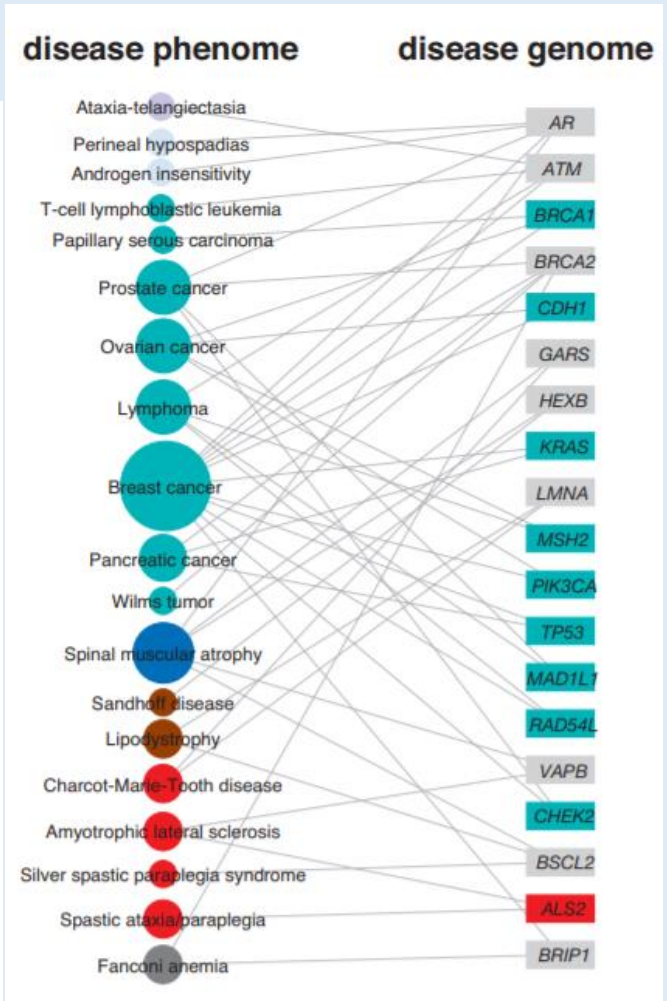 disease phenome
disease genome
Ataxia-telangiectasia
Perineal hypospadias
Androgen insensitivity
T-cell lymphoblastic leukemia
Papillary serous carcinoma
Prostate cancer
Ovarian cancer
Lymphoma
Breast cancer
Pancreatic cancer
Wilms tumor
Spinal muscular atrophy
Sandhoff disease
Lipodystrophy
Charcot-Marie-Tooth disease
Amyotrophic lateral sclerosis
Silver spastic paraplegia syndrome
Spastic ataxia/paraplegia
Fanconi anemia
AR
ATM
BRCA1
BRCA2
CDH1
GARS
HEXB
KRAS
LMNA
MSH2
PIK3CA
TP53
MAD1L1
RAD54L
VAPB
CHEK2
BSCL2
ALS2
BRIP1